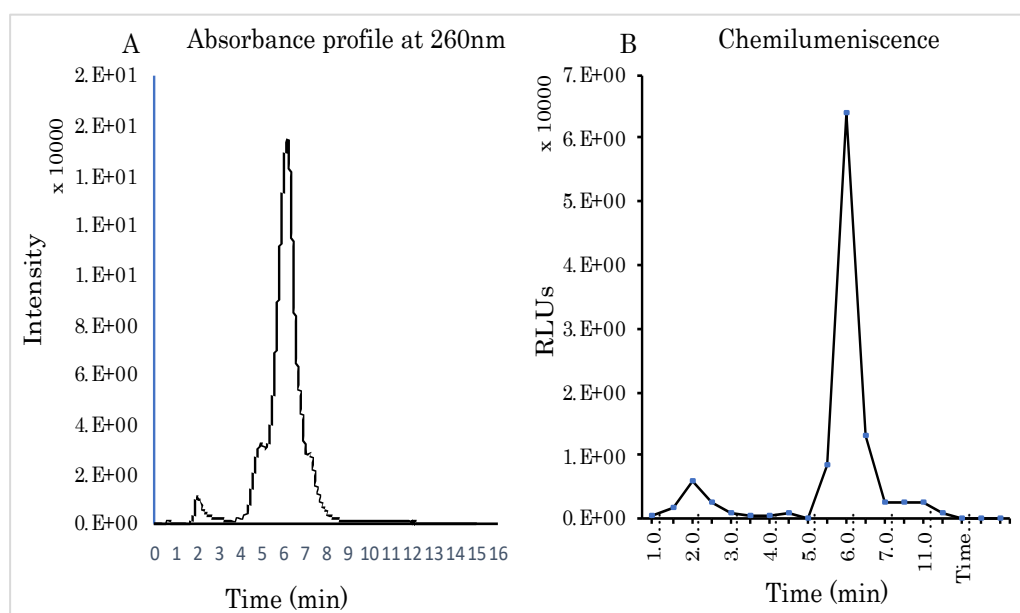 A
Absorbance profile at 260nm
2.E+01
2.E+01
1.E+01
1.E+01
1.E+01
8.E+00
6.E+00
4.E+00
2.E+00
0.E+00
x 10000
Intensity
0 1 2 3 4 5 6 7 8 9 10 11 12 13 14 15 16
Time (min)
B
Chemilumeniscence
7.E+00
6.E+00
5.E+00
4.E+00
3.E+00
2.E+00
1.E+00
0.E+00
x 10000
RLUs
1.0... 2.0... 3.0... 4.0... 5.0... 6.0... 7.0... 11.0... Time...
Time (min)